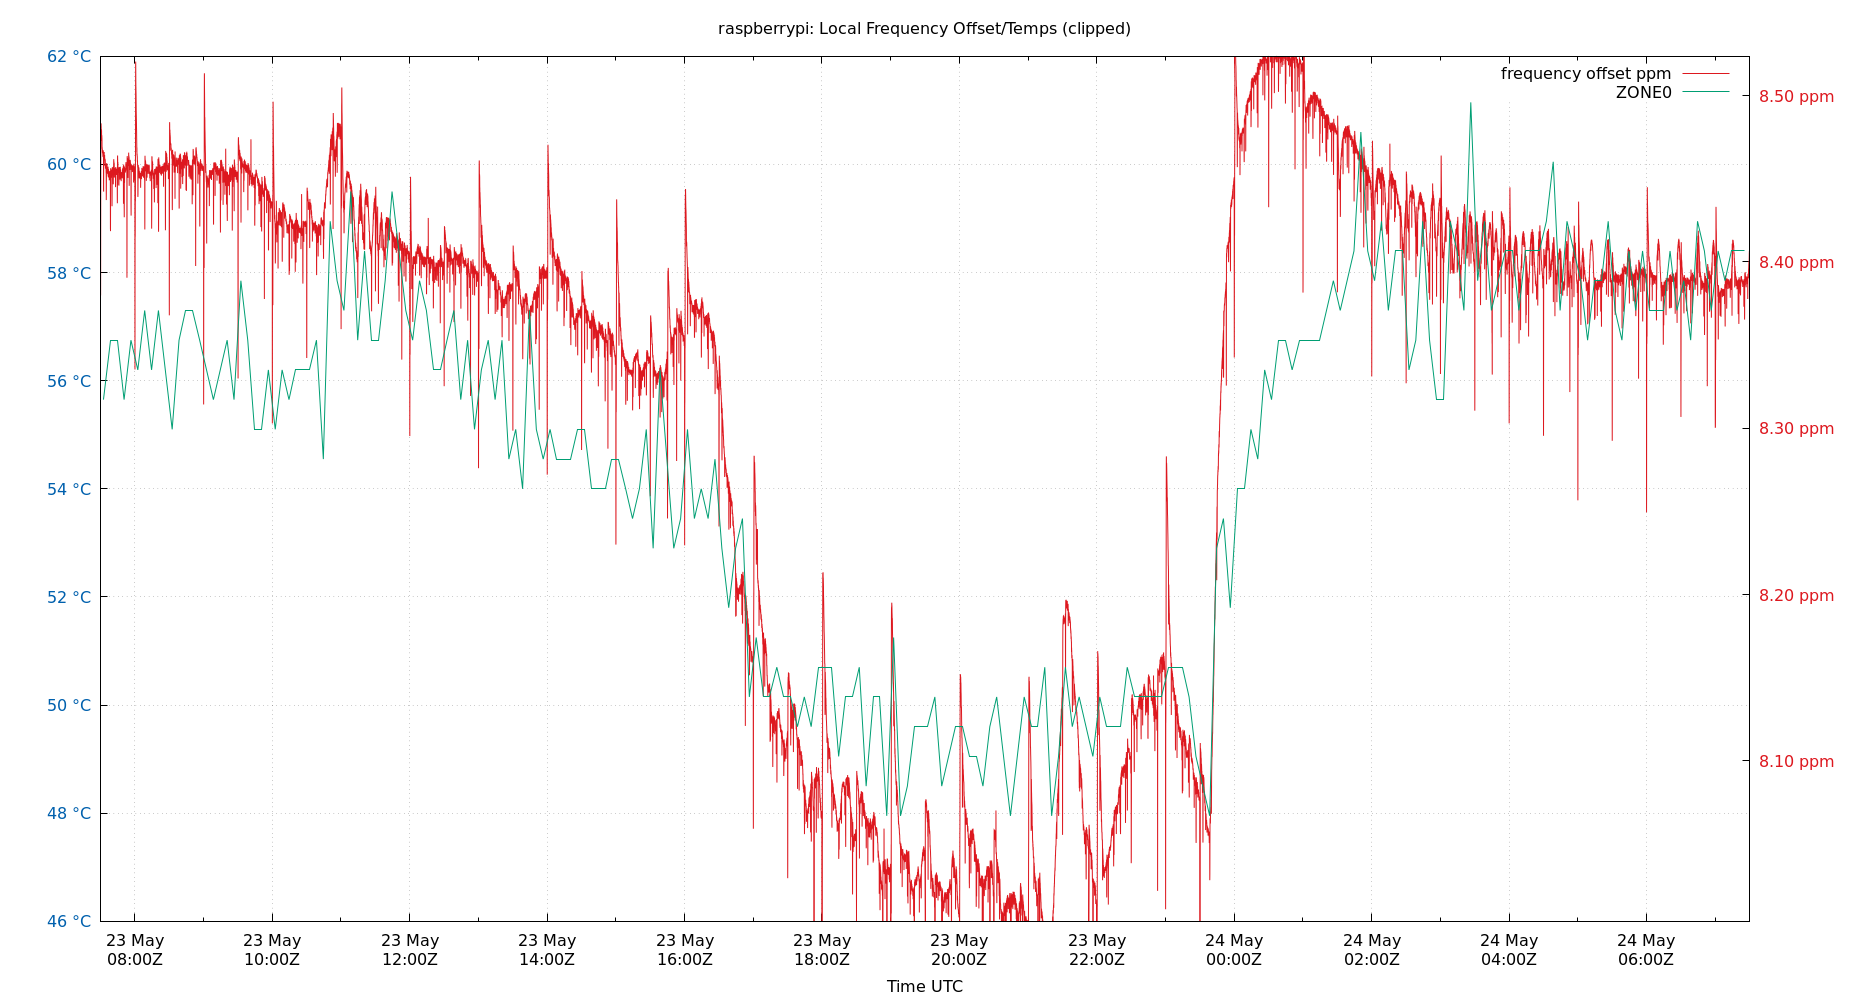 raspberrypi: Local Frequency Offset/Temps (clipped)
62 °C
60 °C
58 °C
56 °C
54 °C
52 °C
50 °C
48 °C
46 °C
frequency offset ppm
ZONE0
8.50 ppm
8.40 ppm
8.30 ppm
8.20 ppm
8.10 ppm
23 May 23 May 23 May 23 May 23 May 23 May 23 May 23 May 24 May 24 May 24 May 24 May
08:00Z 10:00Z 12:00Z 14:00Z 16:00Z 18:00Z 20:00Z 22:00Z 00:00Z 02:00Z 04:00Z 06:00Z
Time UTC